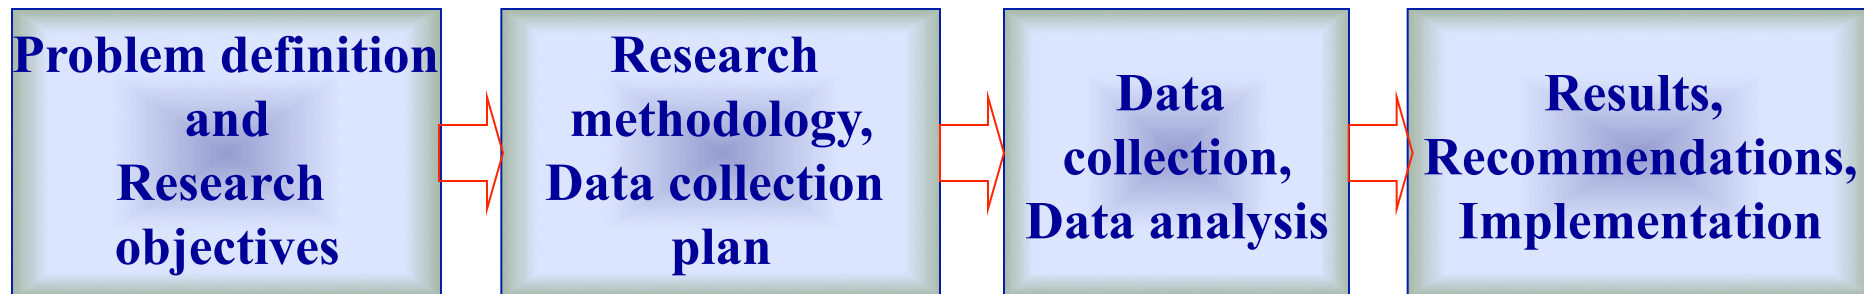 Problem definition
and
Research
objectives
Research
methodology,
Data collection
plan
Data
collection,
Data analysis
Results,
Recommendations,
Implementation